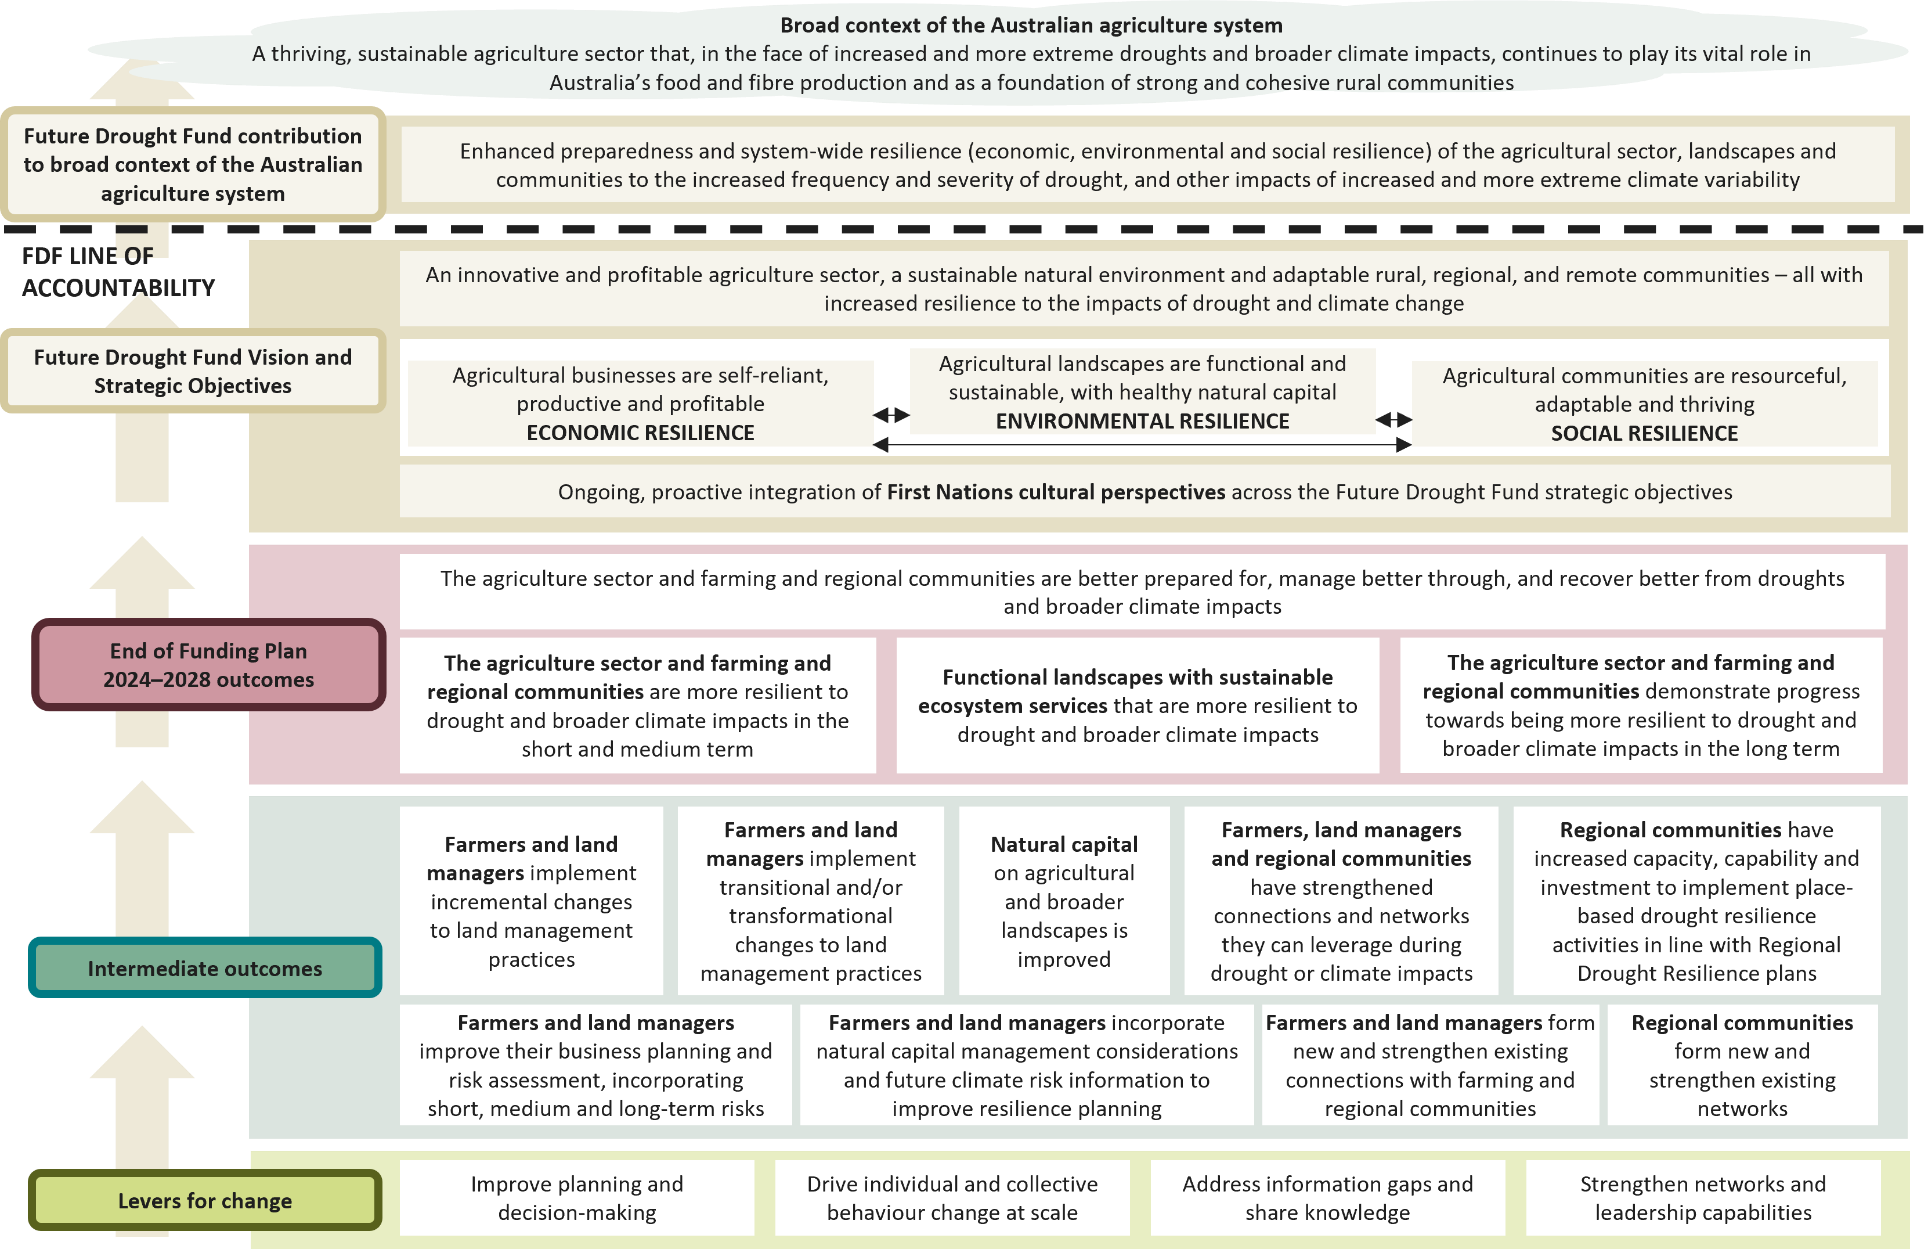 Broad context of the Australian agriculture system
A thriving, sustainable agriculture sector that, in the face of increased and more extreme droughts and broader climate impacts, continues to play its vital role in
Australia's food and fibre production and as a foundation of strong and cohesive rural communities
Future Drought Fund contribution
to broad context of the Australian
agriculture system
Enhanced preparedness and system-wide resilience (economic, environmental and social resilience) of the agricultural sector, landscapes and
communities to the increased frequency and severity of drought, and other impacts of increased and more extreme climate variability
FDF LINE OF
ACCOUNTABILITY
An innovative and profitable agriculture sector, a sustainable natural environment and adaptable rural, regional, and remote communities – all with
increased resilience to the impacts of drought and climate change
Future Drought Fund Vision and
Strategic Objectives
Agricultural businesses are self-reliant,
productive and profitable
ECONOMIC RESILIENCE
Agricultural landscapes are functional and
sustainable, with healthy natural capital
ENVIRONMENTAL RESILIENCE
Agricultural communities are resourceful,
adaptable and thriving
SOCIAL RESILIENCE
Ongoing, proactive integration of First Nations cultural perspectives across the Future Drought Fund strategic objectives
The agriculture sector and farming and regional communities are better prepared for, manage better through, and recover better from droughts
and broader climate impacts
End of Funding Plan
2024–2028 outcomes
The agriculture sector and farming and
regional communities are more resilient to
drought and broader climate impacts in the
short and medium term
Functional landscapes with sustainable
ecosystem services that are more resilient to
drought and broader climate impacts
The agriculture sector and farming and
regional communities demonstrate progress
towards being more resilient to drought and
broader climate impacts in the long term
Intermediate outcomes
Farmers and land
managers implement
incremental changes
to land management
practices
Farmers and land
managers implement
transitional and/or
transformational
changes to land
management practices
Natural capital
on agricultural
and broader
landscapes is
improved
Farmers, land managers
and regional communities
have strengthened
connections and networks
they can leverage during
drought or climate impacts
Regional communities have
increased capacity, capability and
investment to implement place-
based drought resilience
activities in line with Regional
Drought Resilience plans
Farmers and land managers
improve their business planning and
risk assessment, incorporating
short, medium and long-term risks
Farmers and land managers incorporate
natural capital management considerations
and future climate risk information to
improve resilience planning
Farmers and land managers form
new and strengthen existing
connections with farming and
regional communities
Regional communities
form new and
strengthen existing
networks
Levers for change
Improve planning and
decision-making
Drive individual and collective
behaviour change at scale
Address information gaps and
share knowledge
Strengthen networks and
leadership capabilities